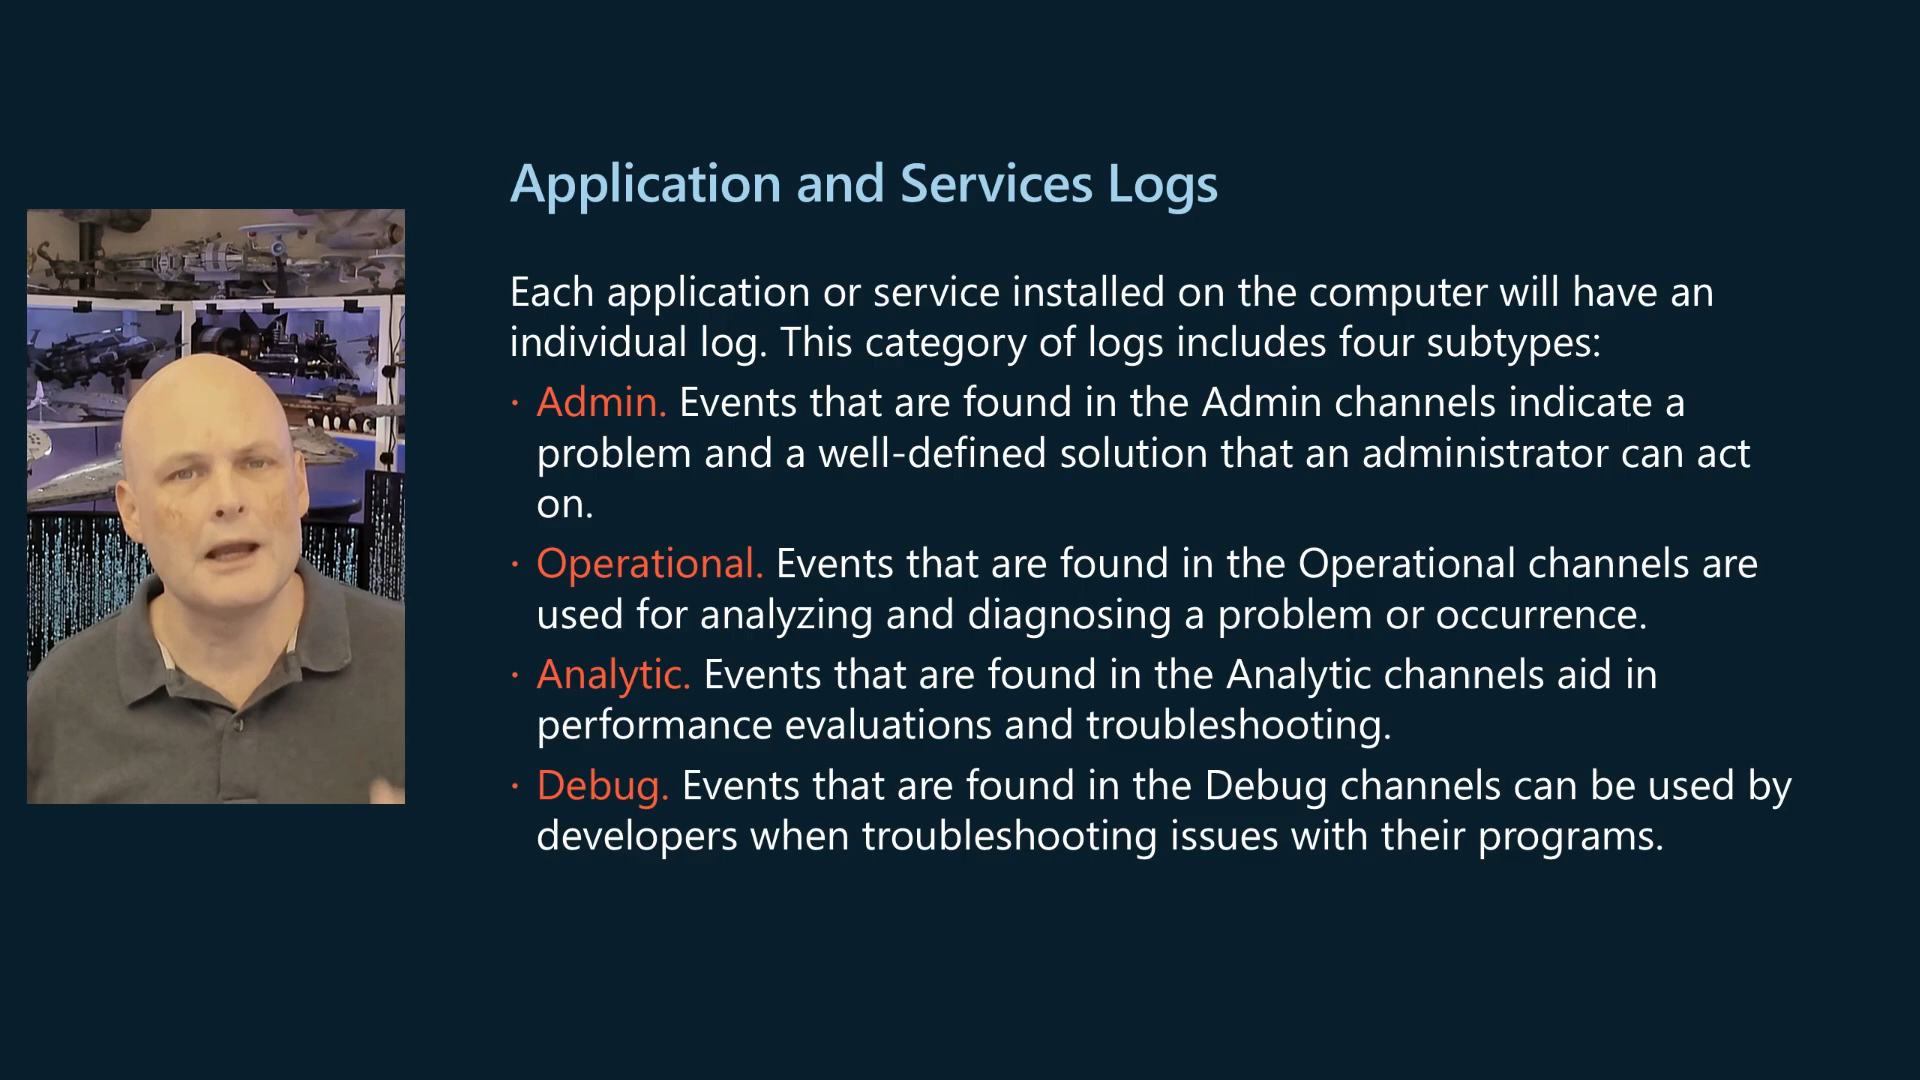 Application and Services Logs
Each application or service installed on the computer will have an
individual log. This category of logs includes four subtypes:
· Admin. Events that are found in the Admin channels indicate a
problem and a well-defined solution that an administrator can act
on.
· Operational. Events that are found in the Operational channels are
used for analyzing and diagnosing a problem or occurrence.
· Analytic. Events that are found in the Analytic channels aid in
performance evaluations and troubleshooting.
· Debug. Events that are found in the Debug channels can be used by
developers when troubleshooting issues with their programs.